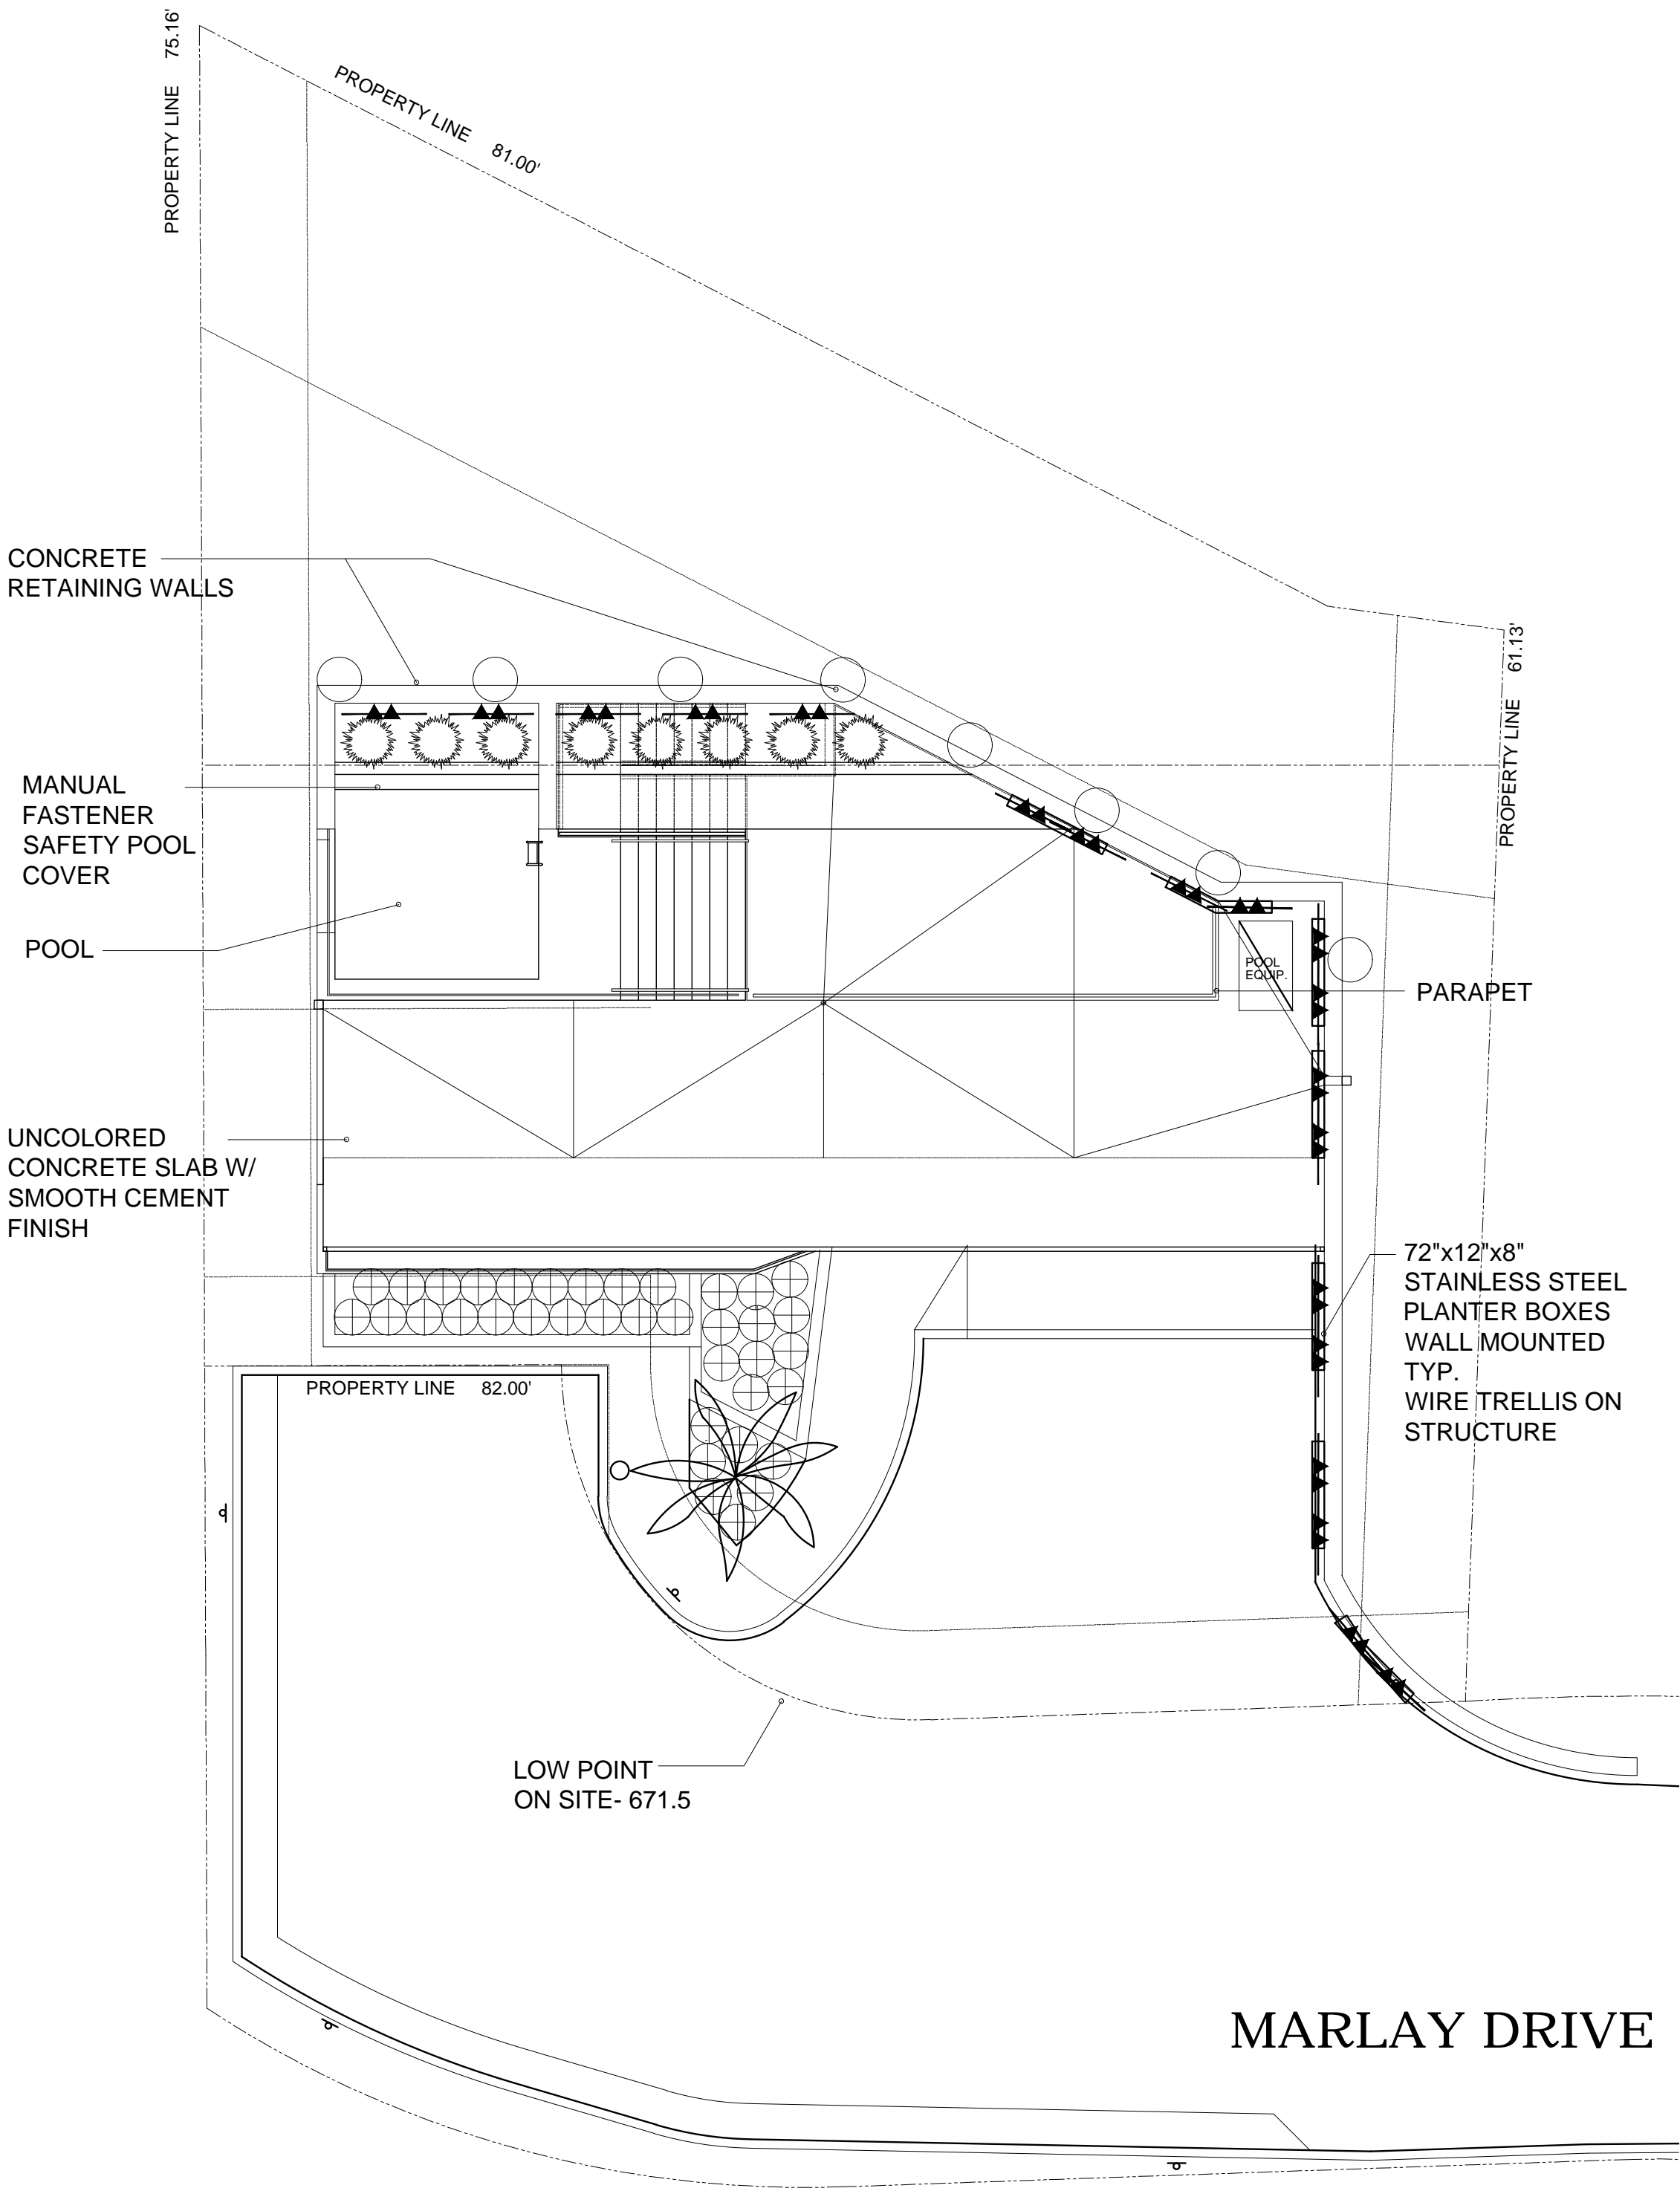 PROPERTY LINE 75.16'
PROPERTY LINE 81.00'
CONCRETE
RETAINING WALLS
PROPERTY LINE 61.13'
MANUAL
FASTENER
SAFETY POOL
COVER
POOL
POOL
EQUIP.
PARAPET
UNCOLORED
CONCRETE SLAB W/
SMOOTH CEMENT
FINISH
72"x12"x8"
STAINLESS STEEL
PLANTER BOXES
WALL MOUNTED
TYP.
WIRE TRELLIS ON
STRUCTURE
PROPERTY LINE 82.00'
LOW POINT
ON SITE- 671.5
MARLAY DRIVE